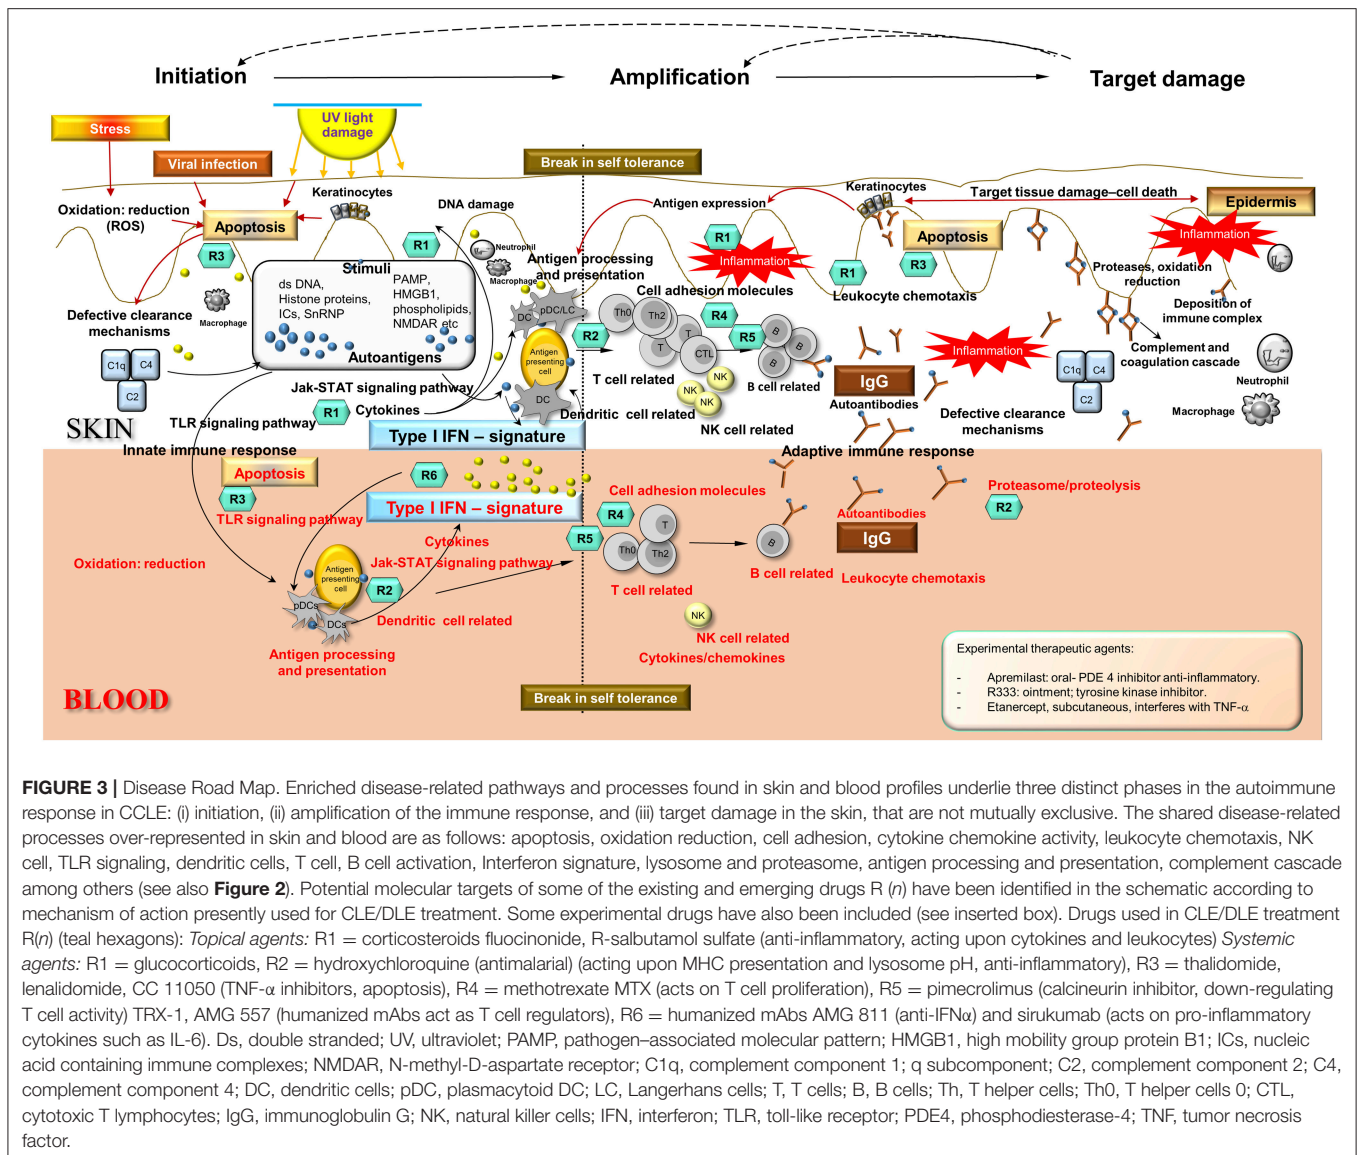 Initiation
Amplification
Target damage
Stress
UV light
damage
Viral infection
Break in self tolerance
Keratinocytes
DNA damage
Oxidation: reduction
(ROS)
Apoptosis
R3
R1
Neutrophil
Macrophage
Antigen expression
Antigen processing
and presentation
R1
Inflammation
Cell adhesion molecules
Keratinocytes
Target tissue damage–cell death
Epidermis
Apoptosis
R1
R3
Leukocyte chemotaxis
Inflammation
Proteases, oxidation
reduction
Deposition of
immune complex
Complement and
coagulation cascade
Neutrophil
Macrophage
Stimuli
ds DNA,
Histone proteins,
ICs, SnRNP
PAMP,
HMGB1,
phospholipids,
NMDAR etc
Autoantigens
Macrophage
Defective clearance
mechanisms
C1q
C4
C2
DC
pDC/LC
Antigen
presenting
cell
DC
R2
Th0
Th2
T
T
CTL
R4
R5
B
B
B
T cell related
NK
NK
NK
B cell related
Dendritic cell related
NK cell related
IgG
Autoantibodies
Inflammation
C1q
C4
C2
Defective clearance
mechanisms
Jak-STAT signaling pathway
R1
Cytokines
TLR signaling pathway
SKIN
Type I IFN – signature
Innate immune response
Adaptive immune response
Apoptosis
R3
TLR signaling pathway
R6
Type I IFN – signature
Cytokines
Jak-STAT signaling pathway
Oxidation: reduction
Antigen
presenting
cell
pDCs
DCs
R2
Dendritic cell related
Antigen processing
and presentation
Cell adhesion molecules
R4
R5
T
Th0
Th2
T cell related
B
B cell related
NK
NK cell related
Cytokines/chemokines
Autoantibodies
IgG
Leukocyte chemotaxis
Proteasome/proteolysis
R2
BLOOD
Break in self tolerance
Experimental therapeutic agents:
- Apremilast: oral- PDE 4 inhibitor anti-inflammatory.
- R333: ointment; tyrosine kinase inhibitor.
- Etanercept, subcutaneous, interferes with TNF-α
FIGURE 3 | Disease Road Map. Enriched disease-related pathways and processes found in skin and blood profiles underlie three distinct phases in the autoimmune
response in CCLE: (i) initiation, (ii) amplification of the immune response, and (iii) target damage in the skin, that are not mutually exclusive. The shared disease-related
processes over-represented in skin and blood are as follows: apoptosis, oxidation reduction, cell adhesion, cytokine chemokine activity, leukocyte chemotaxis, NK
cell, TLR signaling, dendritic cells, T cell, B cell activation, Interferon signature, lysosome and proteasome, antigen processing and presentation, complement cascade
among others (see also Figure 2). Potential molecular targets of some of the existing and emerging drugs R (n) have been identified in the schematic according to
mechanism of action presently used for CLE/DLE treatment. Some experimental drugs have also been included (see inserted box). Drugs used in CLE/DLE treatment
R(n) (teal hexagons): Topical agents: R1 = corticosteroids fluocinonide, R-salbutamol sulfate (anti-inflammatory, acting upon cytokines and leukocytes) Systemic
agents: R1 = glucocorticoids, R2 = hydroxychloroquine (antimalarial) (acting upon MHC presentation and lysosome pH, anti-inflammatory), R3 = thalidomide,
lenalidomide, CC 11050 (TNF-α inhibitors, apoptosis), R4 = methotrexate MTX (acts on T cell proliferation), R5 = pimecrolimus (calcineurin inhibitor, down-regulating
T cell activity) TRX-1, AMG 557 (humanized mAbs act as T cell regulators), R6 = humanized mAbs AMG 811 (anti-IFNα) and sirukumab (acts on pro-inflammatory
cytokines such as IL-6). Ds, double stranded; UV, ultraviolet; PAMP, pathogen–associated molecular pattern; HMGB1, high mobility group protein B1; ICs, nucleic
acid containing immune complexes; NMDAR, N-methyl-D-aspartate receptor; C1q, complement component 1; q subcomponent; C2, complement component 2; C4,
complement component 4; DC, dendritic cells; pDC, plasmacytoid DC; LC, Langerhans cells; T, T cells; B, B cells; Th, T helper cells; Th0, T helper cells 0; CTL,
cytotoxic T lymphocytes; IgG, immunoglobulin G; NK, natural killer cells; IFN, interferon; TLR, toll-like receptor; PDE4, phosphodiesterase-4; TNF, tumor necrosis
factor.